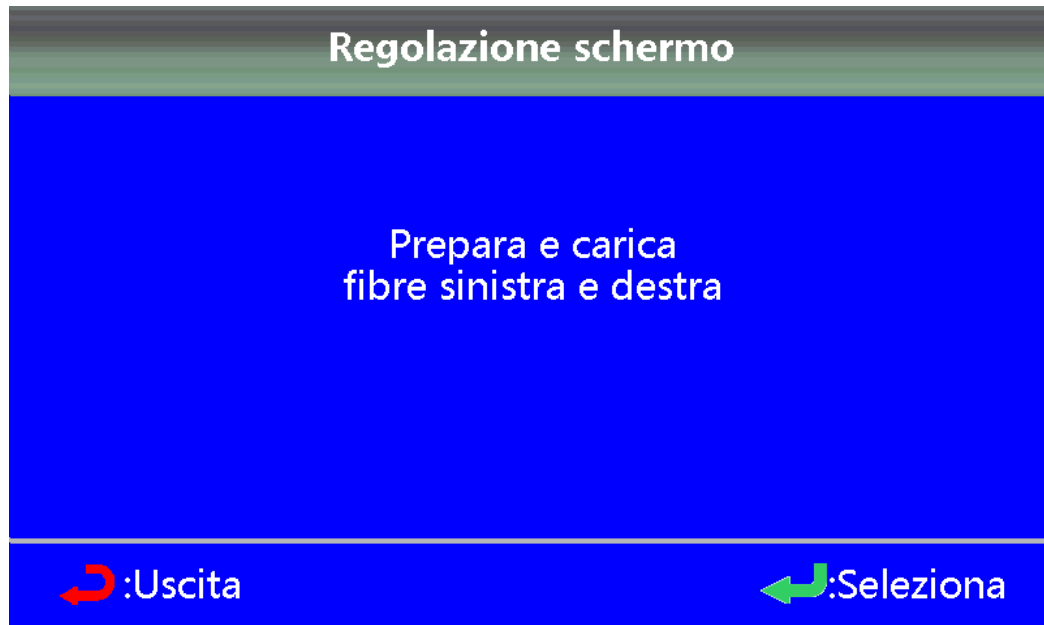 Regolazione schermo
Prepara e carica
fibre sinistra e destra
:Uscita
:Seleziona